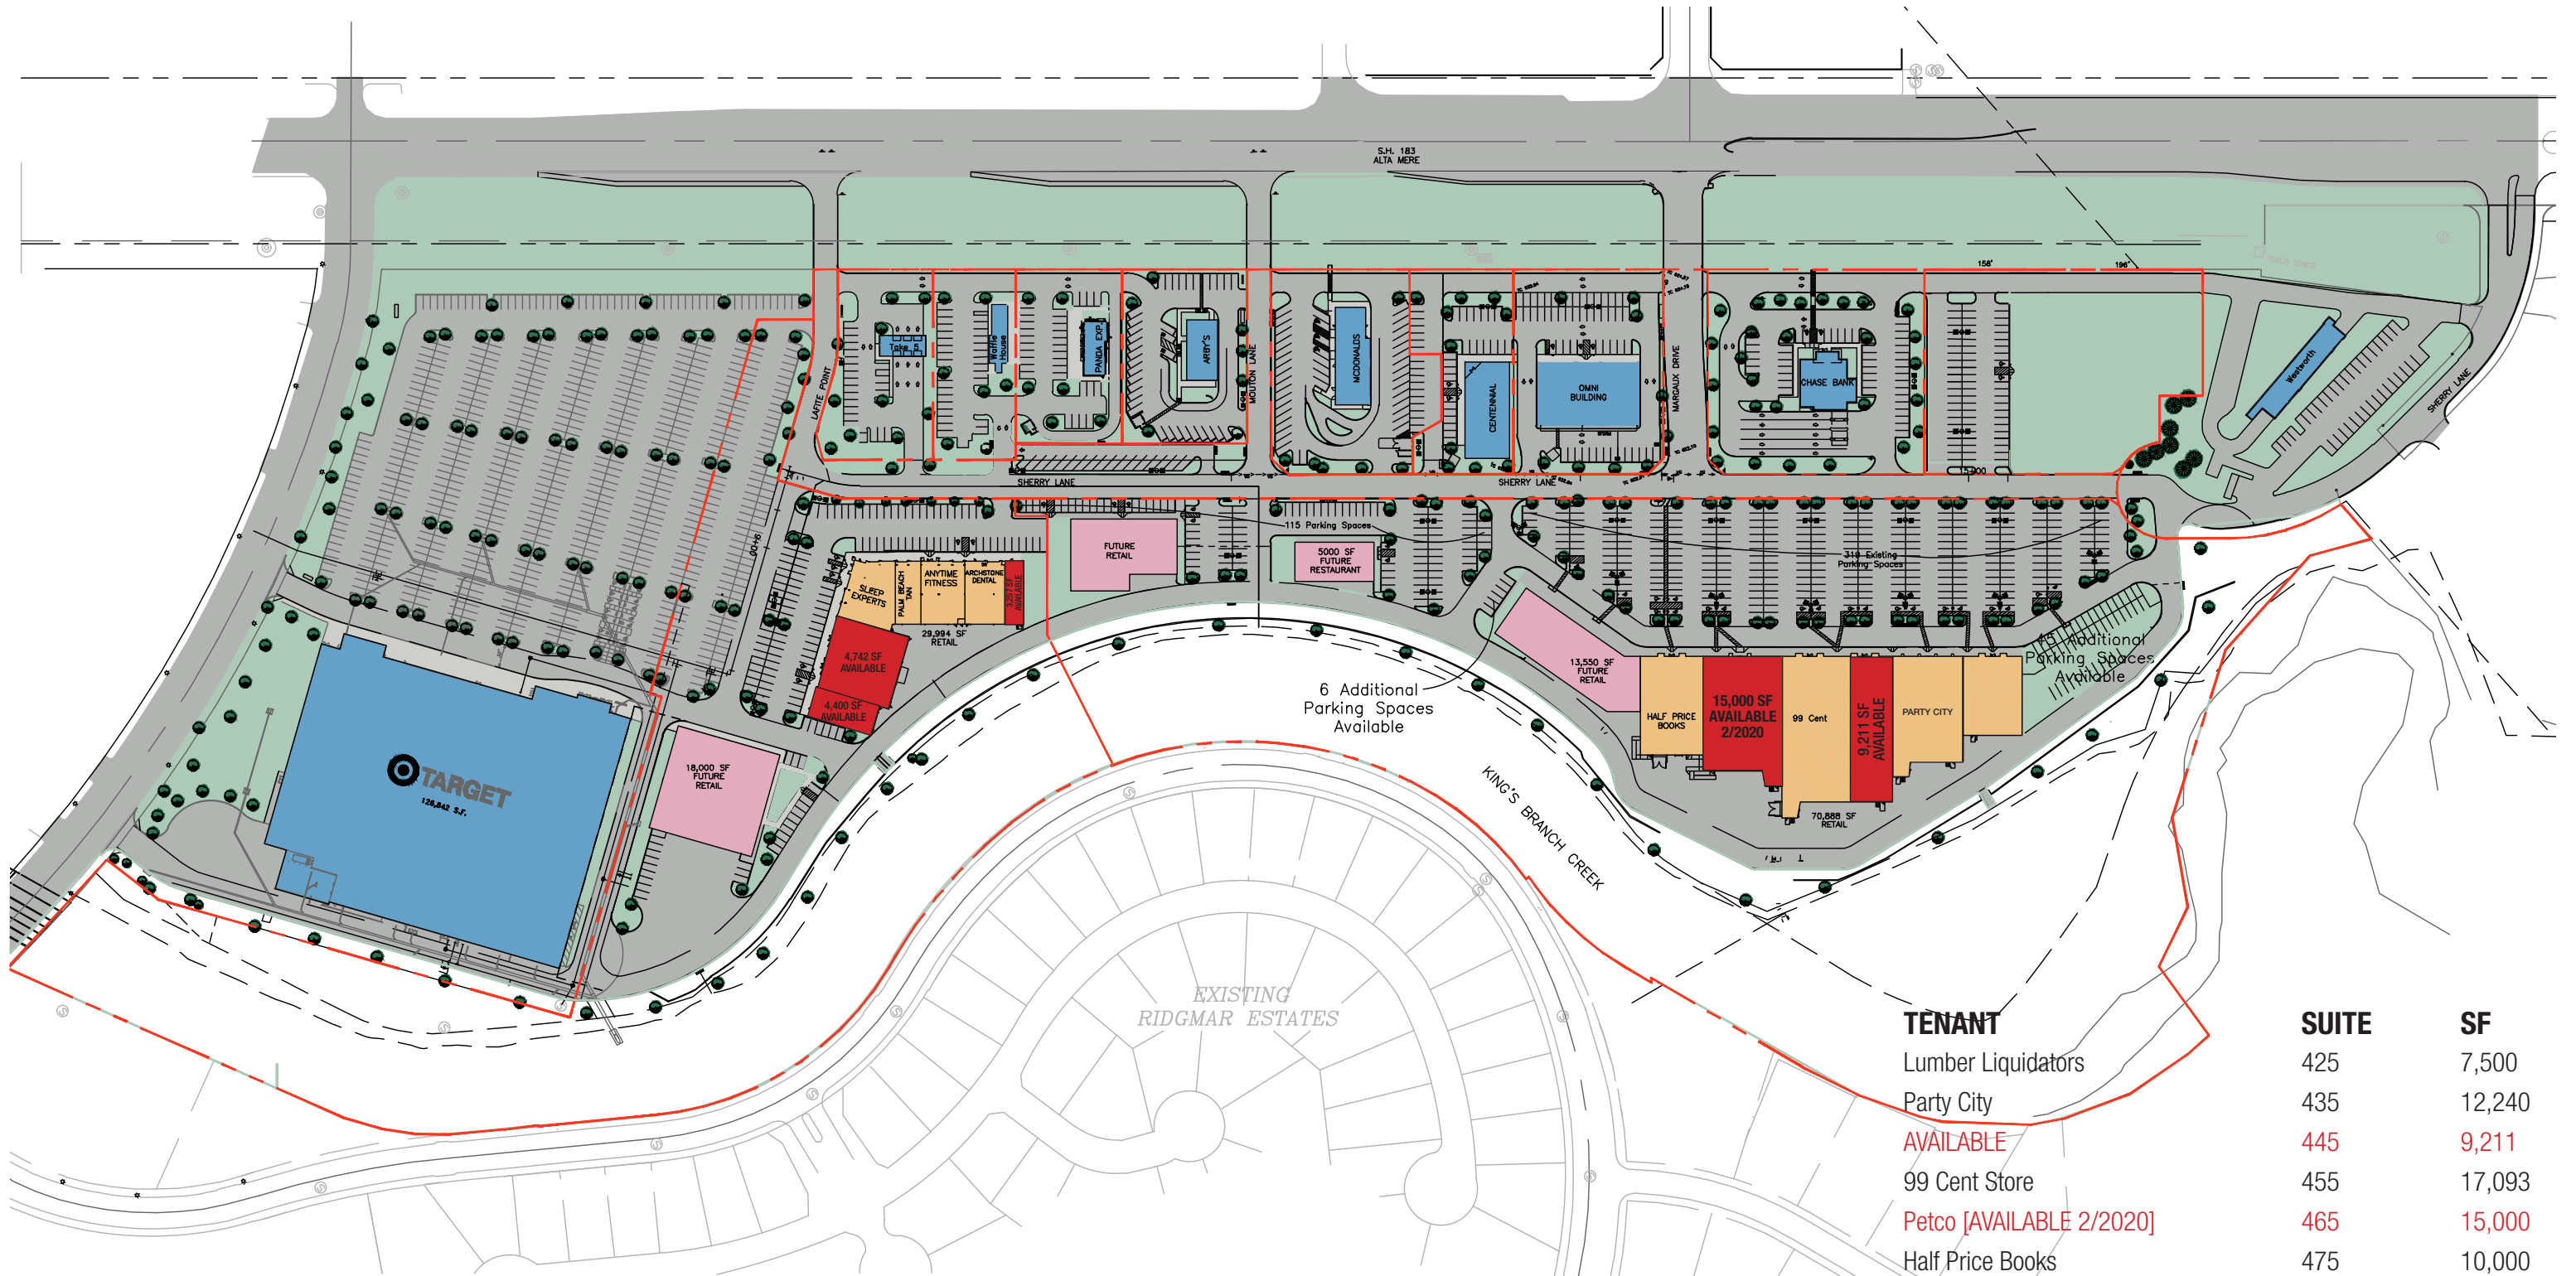 S.H. 183
ALTA MERE
158'
196'
LAFITE POINT
Take 5
Waffle
House
PANDA EXP.
ARBY'S
MOUTON LANE
MCDONALDS
CENTENNIAL
OMNI
BUILDING
MARGAUX DRIVE
CHASE BANK
Westworth
SHERRY LANE
SHERRY LANE
SHERRY LANE
15+00
9+00
115 Parking Spaces
319 Existing
Parking Spaces
FUTURE
RETAIL
5000 SF
FUTURE
RESTAURANT
SLEEP
EXPERTS
PALM BEACH
TAN
ANYTIME
FITNESS
ARCHSTONE
DENTAL
AVAILABLE
29,994 SF
RETAIL
4,742 SF
AVAILABLE
4,400 SF
AVAILABLE
18,000 SF
FUTURE
RETAIL
TARGET
126,842 S.F.
13,550 SF
FUTURE
RETAIL
6 Additional
Parking Spaces
Available
45 Additional
Parking Spaces
Available
HALF PRICE
BOOKS
15,000 SF
AVAILABLE
2/2020
99 Cent
9,211 SF
AVAILABLE
PARTY CITY
70,888 SF
RETAIL
KING'S BRANCH CREEK
EXISTING
RIDGMAR ESTATES
TENANT SUITE SF
Lumber Liquidators 425 7,500
Party City 435 12,240
AVAILABLE 445 9,211
99 Cent Store 455 17,093
Petco [AVAILABLE 2/2020] 465 15,000
Half Price Books 475 10,000